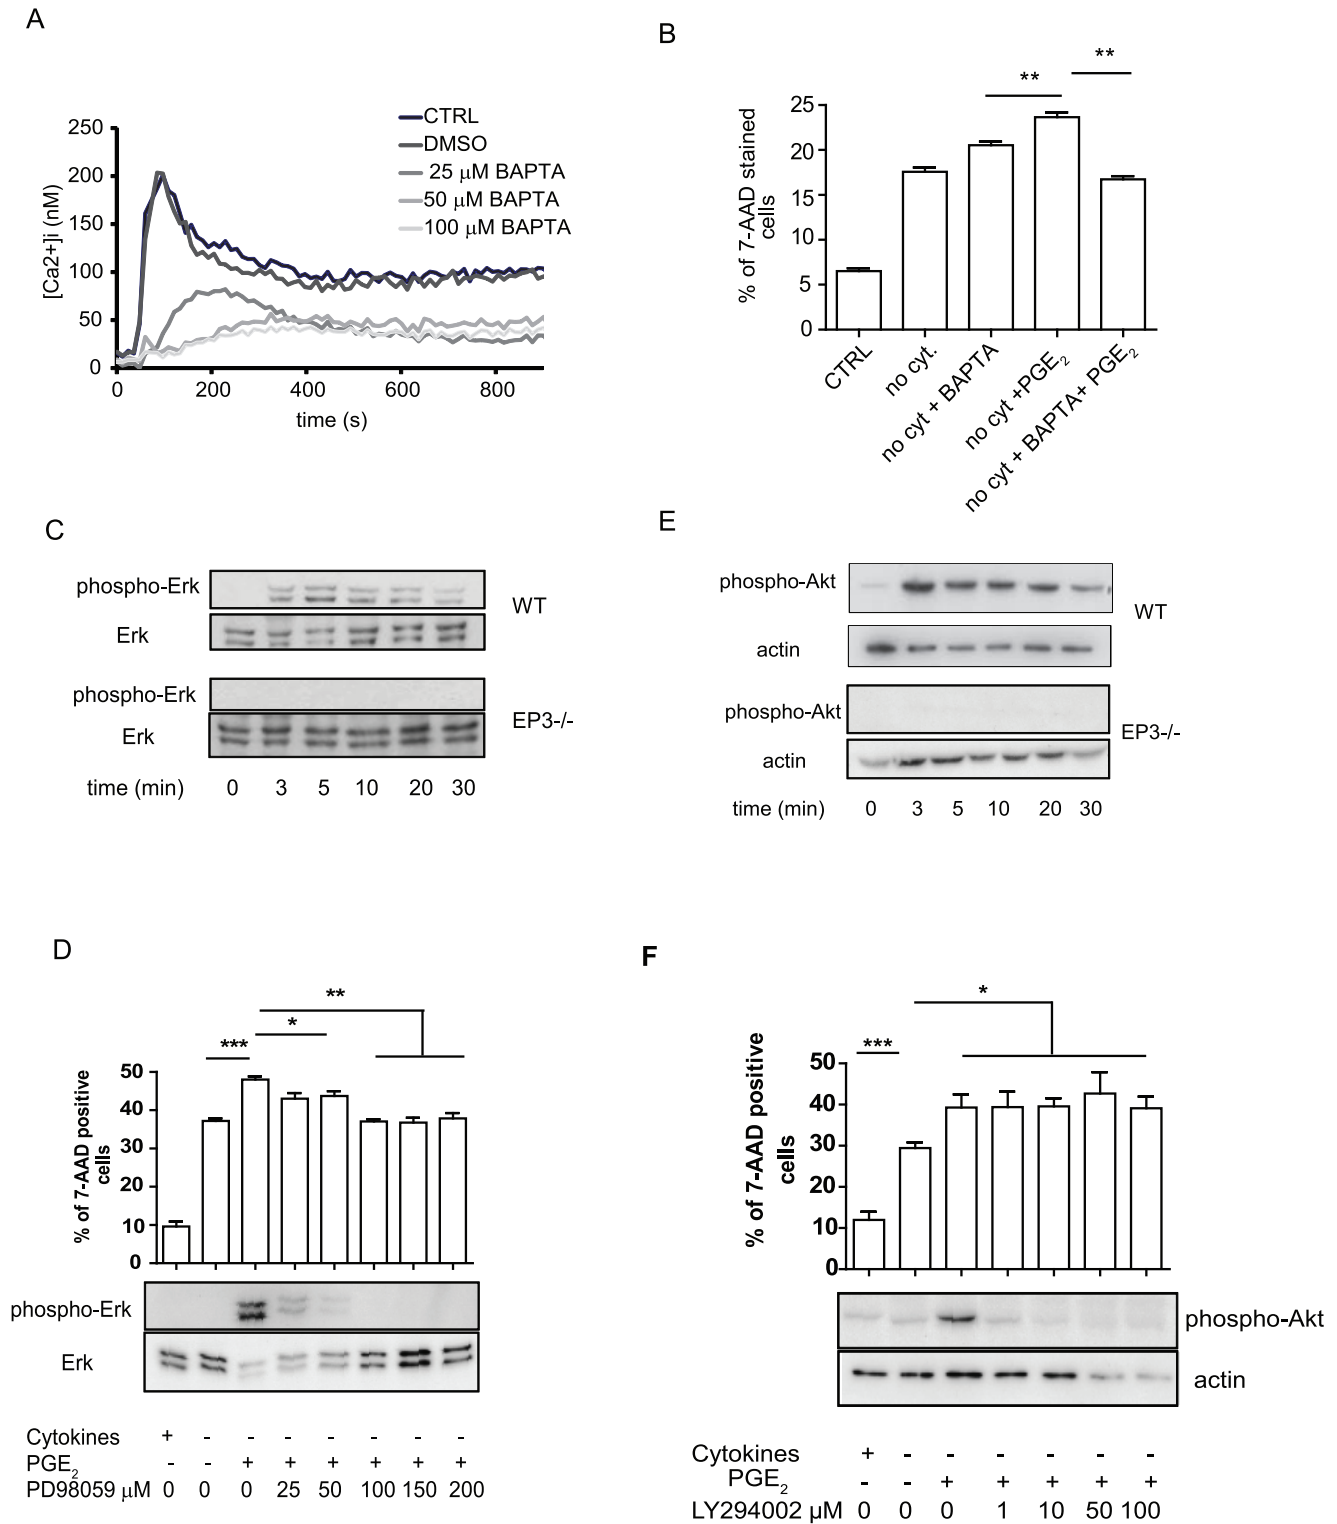 A
CTRL
DMSO
25 µM BAPTA
50 µM BAPTA
100 µM BAPTA
[Ca2+]i (nM)
250
200
150
100
50
0
0 200 400 600 800
time (s)
B
** **
% of 7-AAD stained
cells
25
20
15
10
5
0
CTRL
no cyt.
no cyt + BAPTA
no cyt +PGE2
no cyt + BAPTA+ PGE2
C
phospho-Erk
Erk
WT
phospho-Erk
Erk
EP3-/-
time (min) 0 3 5 10 20 30
E
phospho-Akt
actin
WT
phospho-Akt
actin
EP3-/-
time (min) 0 3 5 10 20 30
D
**
*
***
% of 7-AAD positive
cells
50
40
30
20
10
0
phospho-Erk
Erk
Cytokines + - - - - - - -
PGE2 - - + + + + + +
PD98059 µM 0 0 0 25 50 100 150 200
F
*
***
% of 7-AAD positive
cells
50
40
30
20
10
0
phospho-Akt
actin
Cytokines + - - - - - -
PGE2 - - + + + + +
LY294002 µM 0 0 0 1 10 50 100